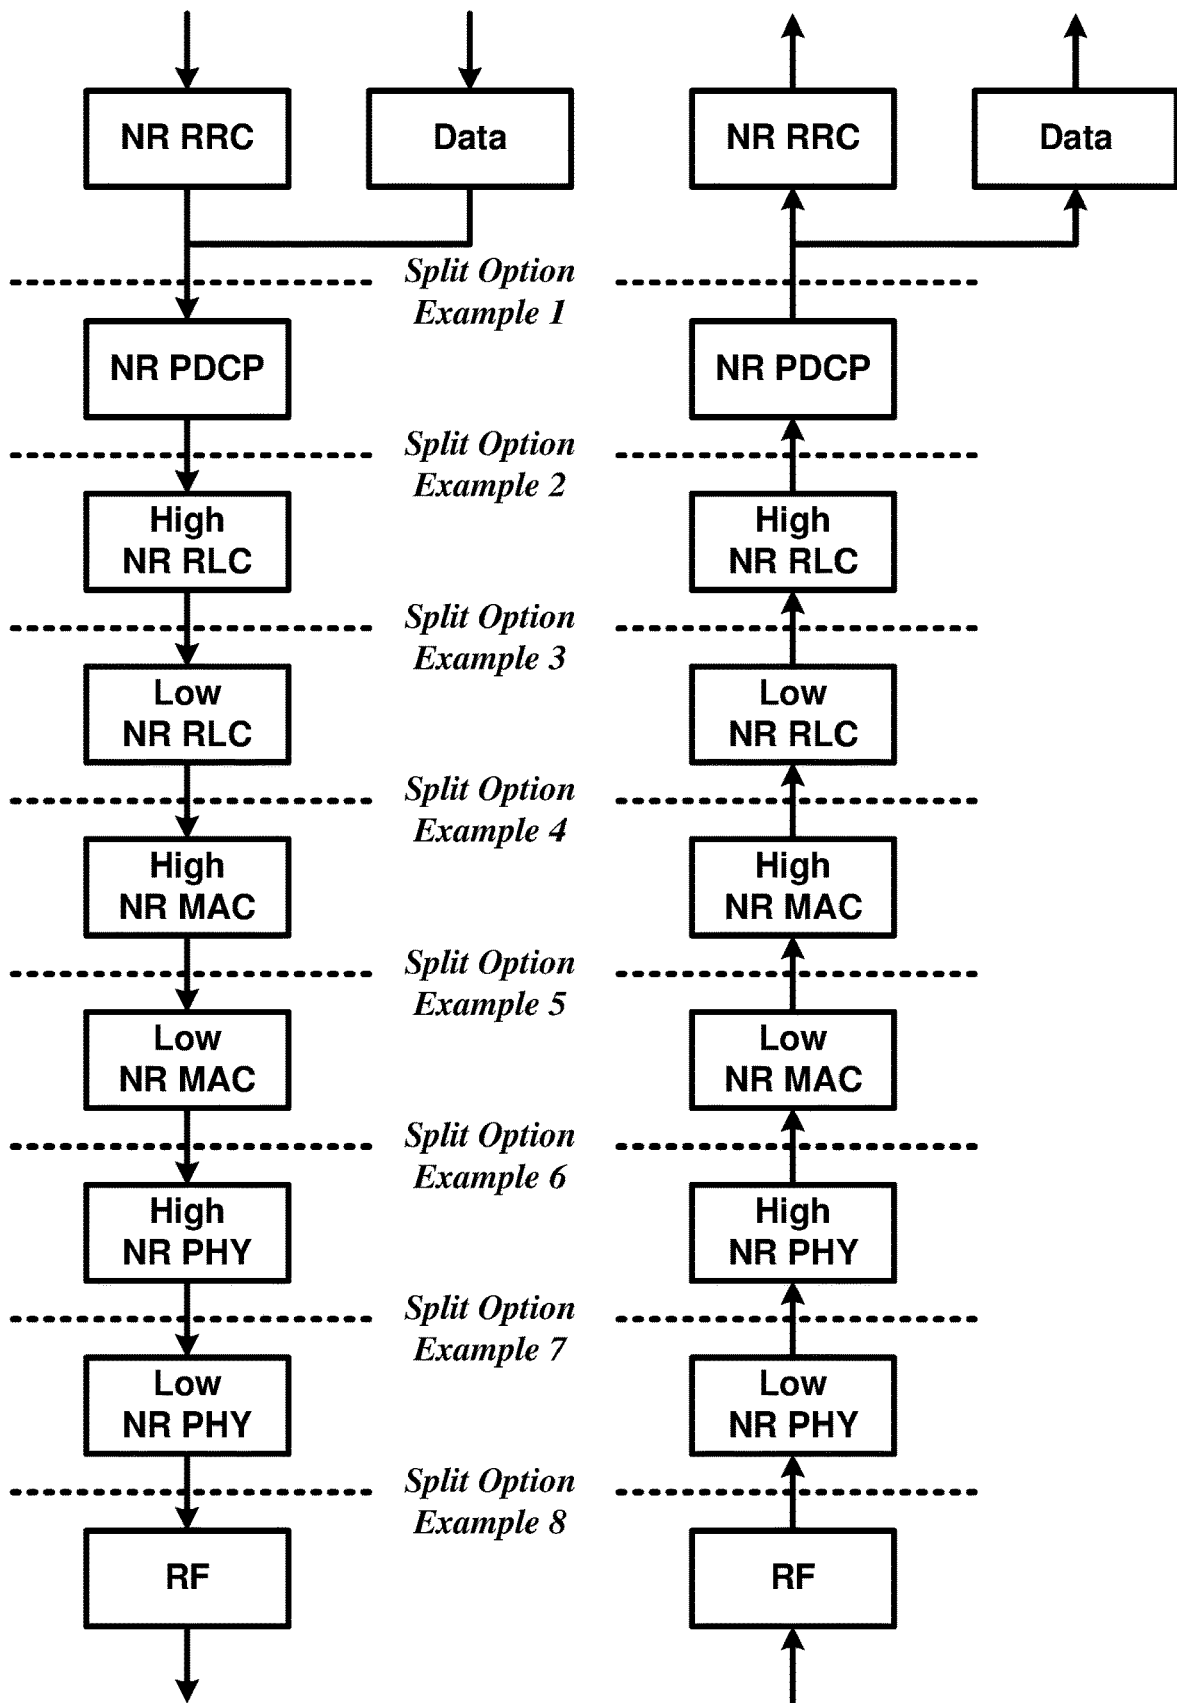 NR RRC
Data
NR RRC
Data
Split Option
Example 1
NR PDCP
NR PDCP
Split Option
Example 2
High
NR RLC
High
NR RLC
Split Option
Example 3
Low
NR RLC
Low
NR RLC
Split Option
Example 4
High
NR MAC
High
NR MAC
Split Option
Example 5
Low
NR MAC
Low
NR MAC
Split Option
Example 6
High
NR PHY
High
NR PHY
Split Option
Example 7
Low
NR PHY
Low
NR PHY
Split Option
Example 8
RF
RF